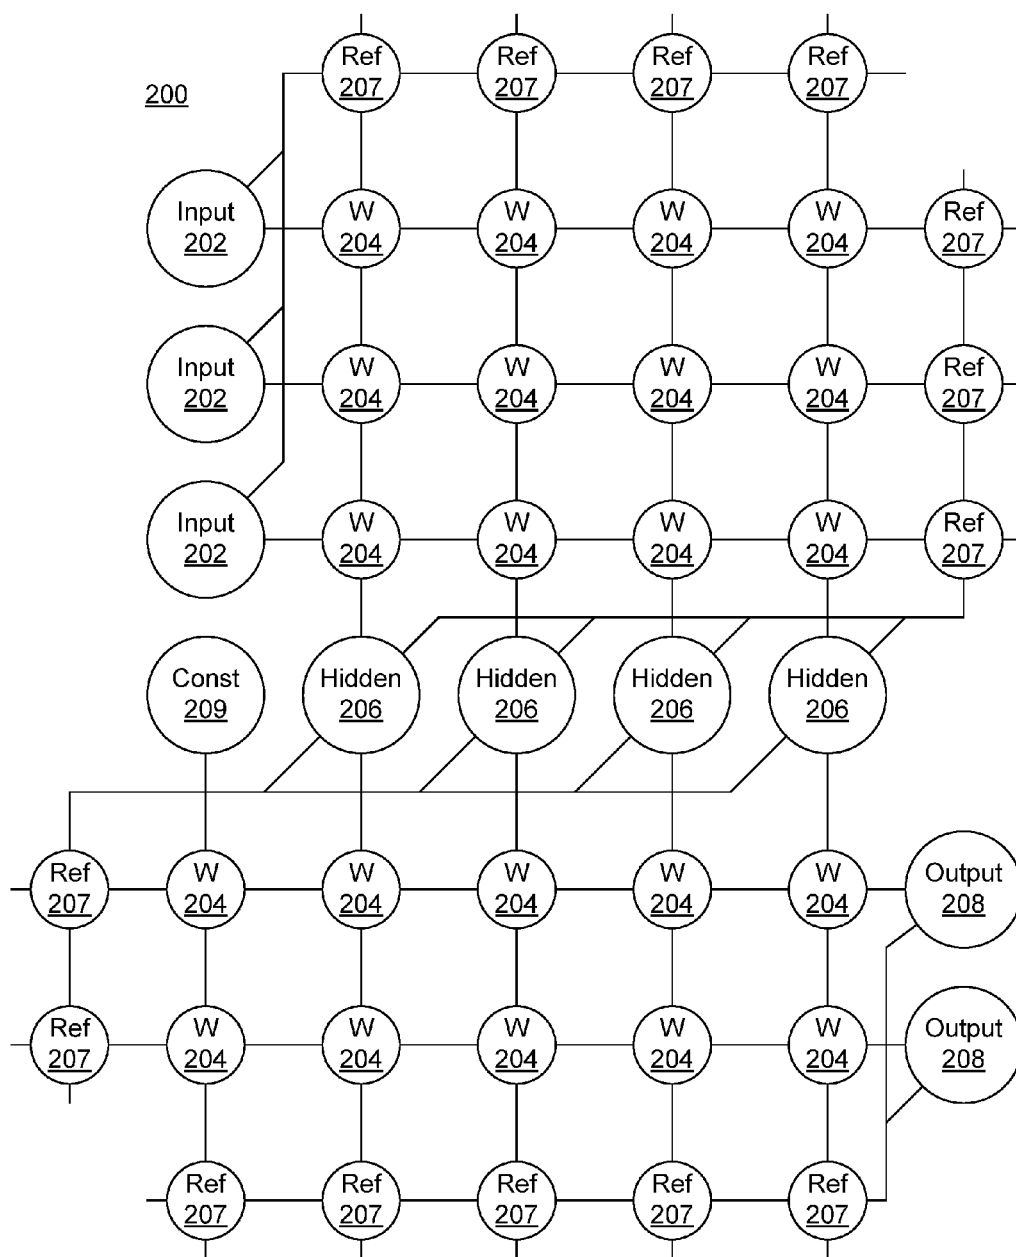 Ref Ref Ref Ref
207 207 207 207
200
Input W W W W Ref
202 204 204 204 204 207
Input W W W W Ref
202 204 204 204 204 207
Input W W W W Ref
202 204 204 204 204 207
Const Hidden Hidden Hidden Hidden
209 206 206 206 206
Ref W W W W W Output
207 204 204 204 204 204 208
Ref W W W W W Output
207 204 204 204 204 204 208
Ref Ref Ref Ref Ref
207 207 207 207 207